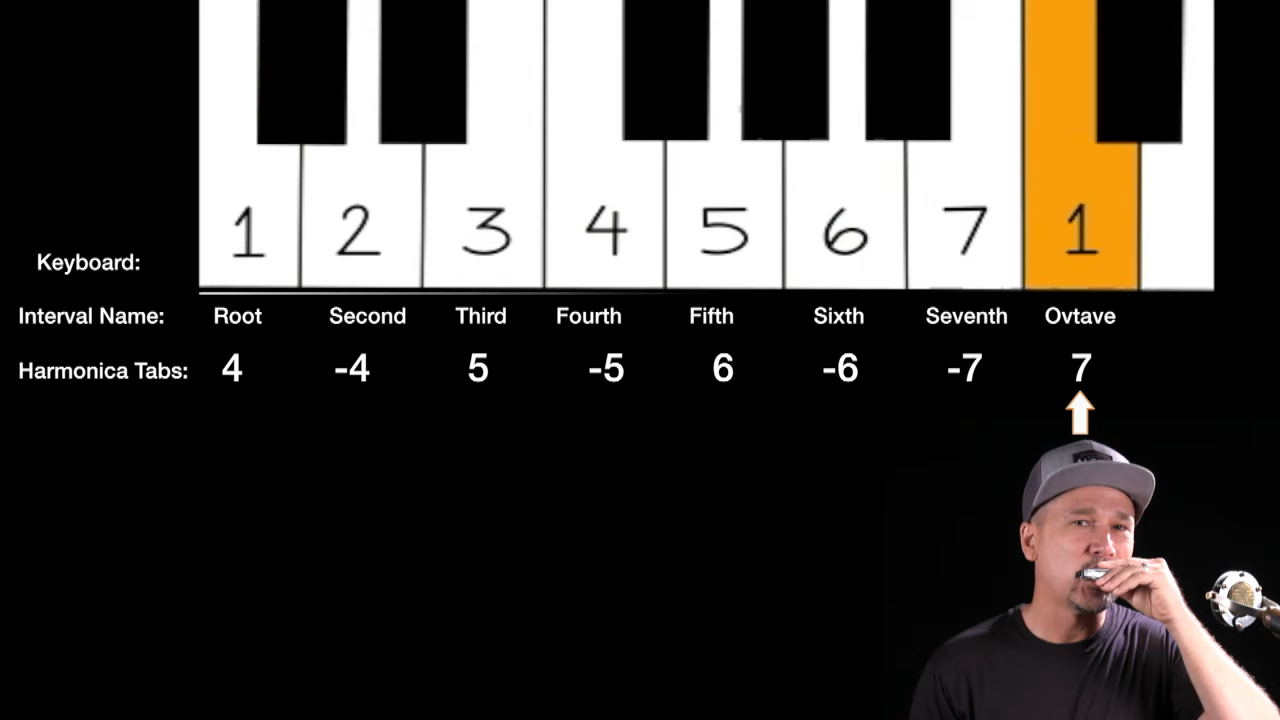 1 2 3 4 5 6 7 1
Keyboard:
Interval Name: Root Second Third Fourth Fifth Sixth Seventh Ovtave
Harmonica Tabs: 4 -4 5 -5 6 -6 -7 7